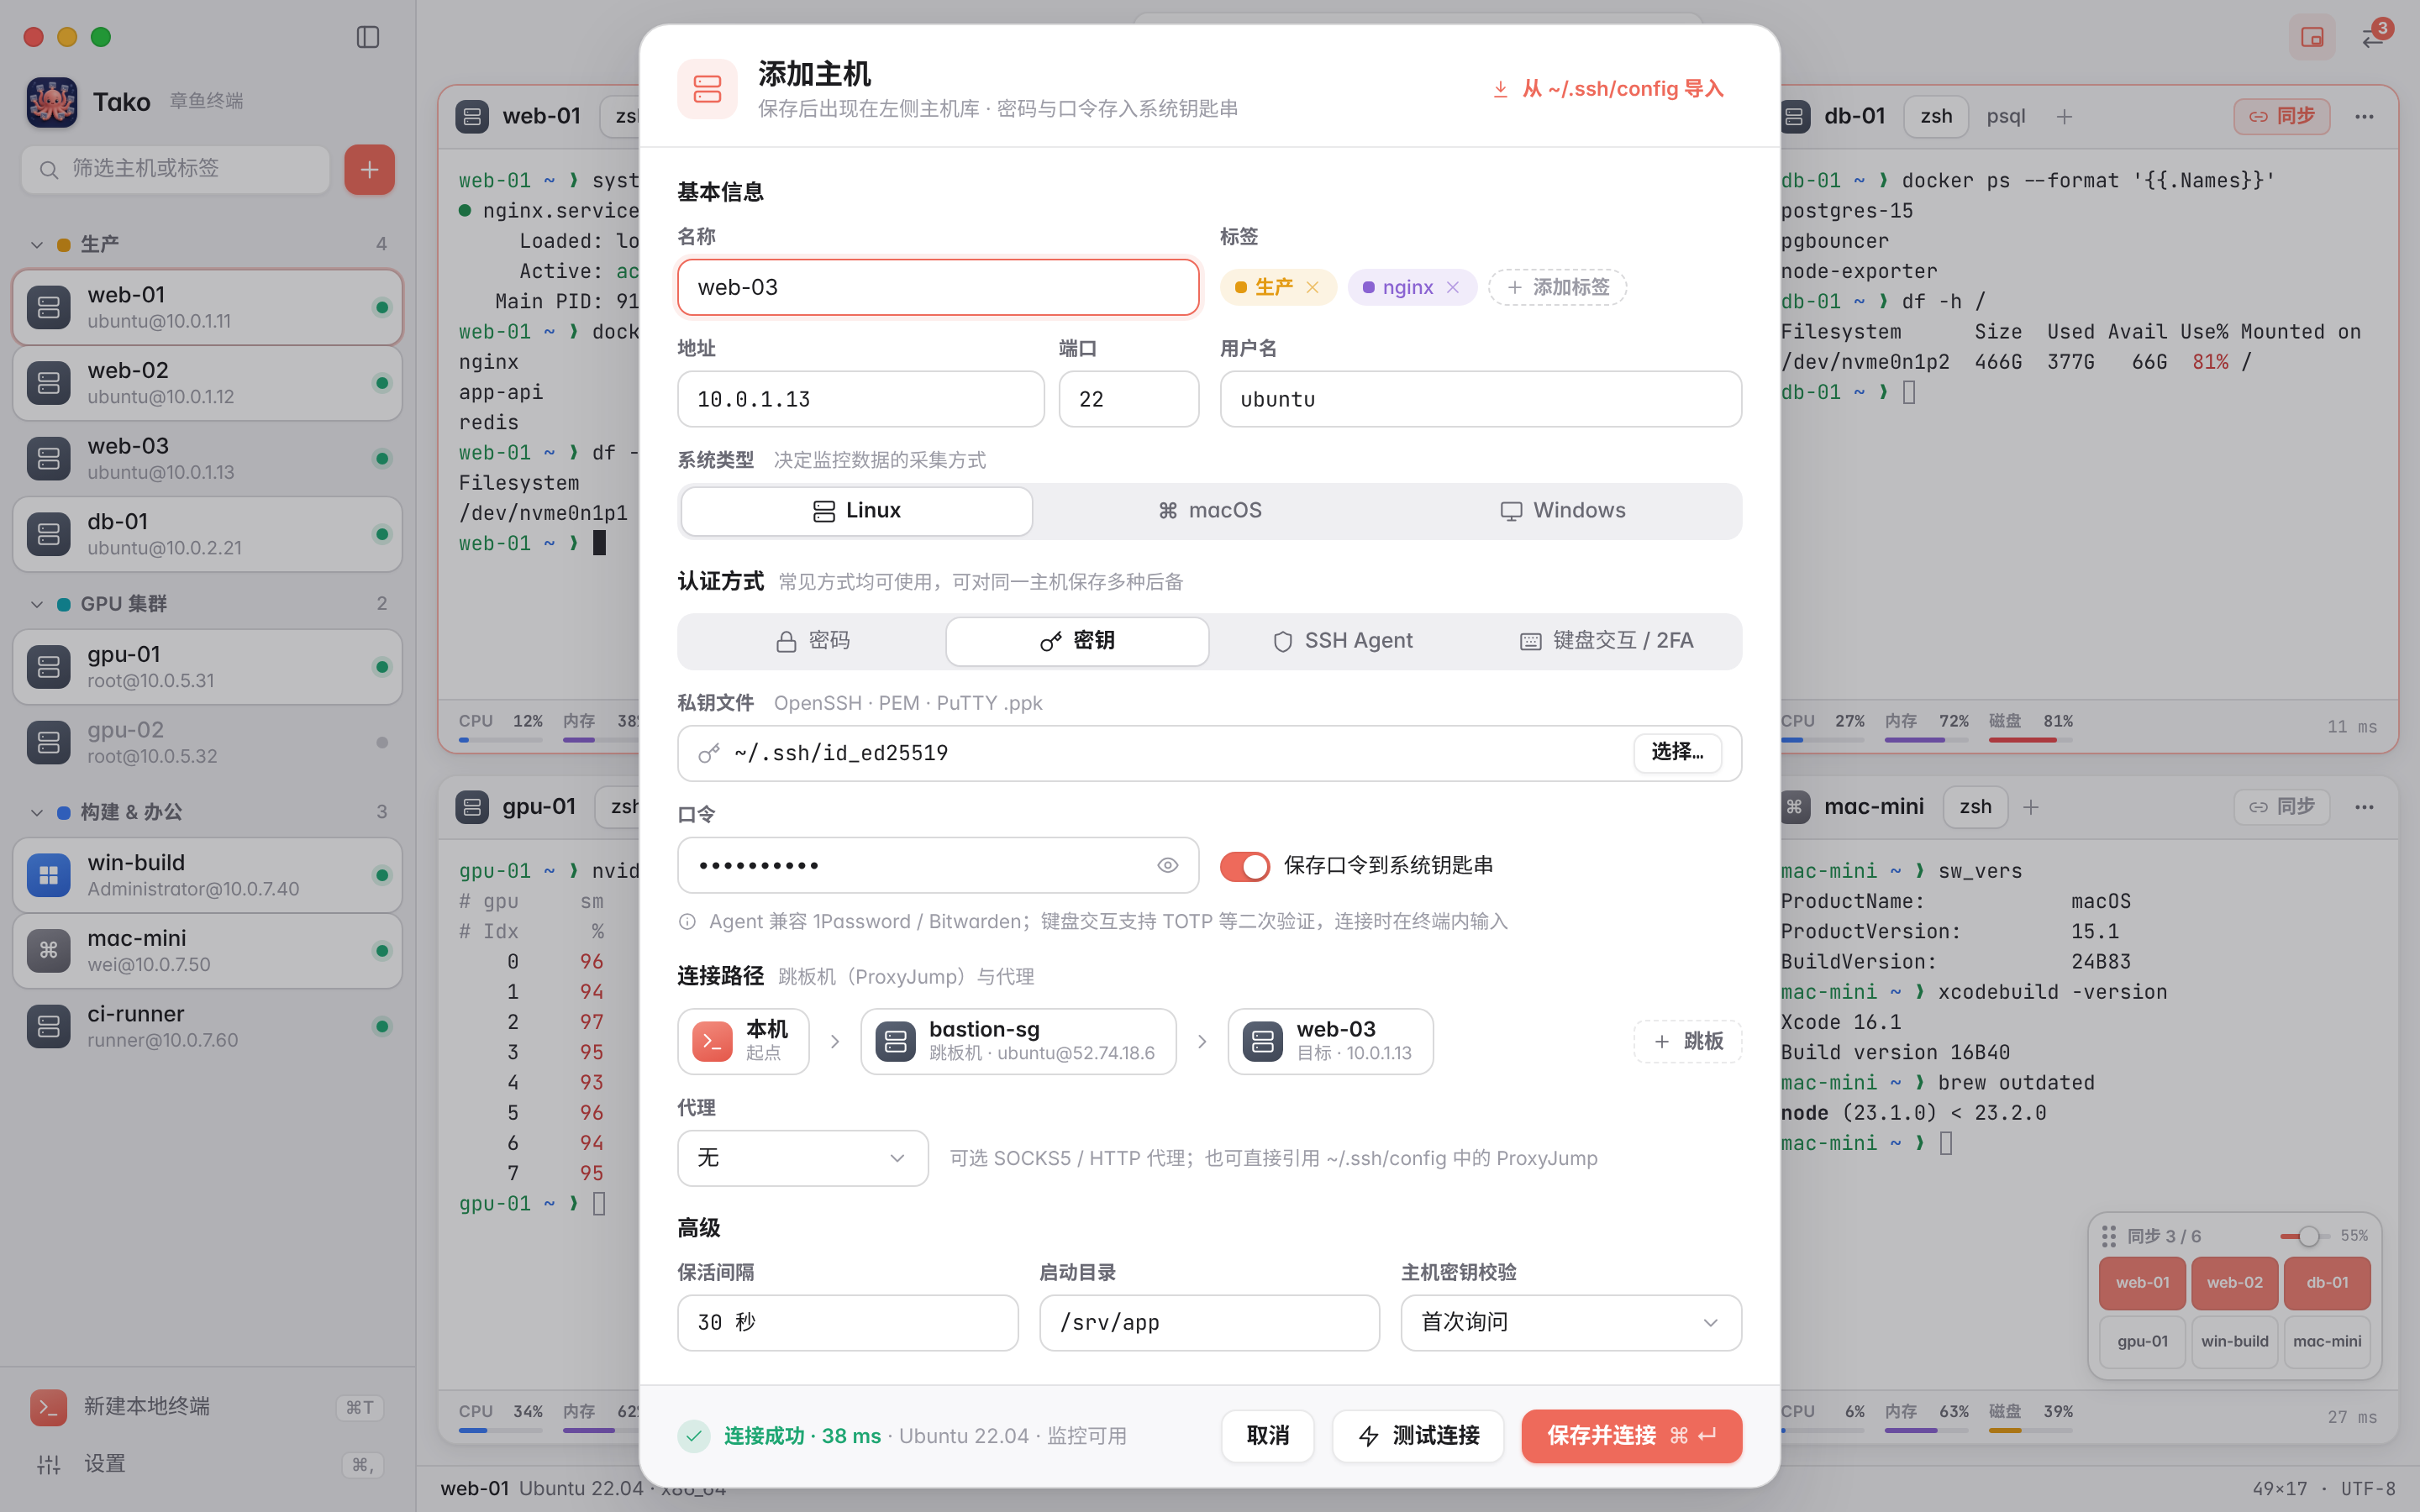 Tako 章鱼终端
筛选主机或标签
生产 4
web-01
ubuntu@10.0.1.11
web-02
ubuntu@10.0.1.12
web-03
ubuntu@10.0.1.13
db-01
ubuntu@10.0.2.21
GPU 集群 2
gpu-01
root@10.0.5.31
gpu-02
root@10.0.5.32
构建 & 办公 3
win-build
Administrator@10.0.7.40
mac-mini
wei@10.0.7.50
ci-runner
runner@10.0.7.60
新建本地终端 ⌘T
设置 ⌘,
web-01
web-01 ~ ❯ syst
● nginx.service
Loaded: lo
Active: ac
Main PID: 91
web-01 ~ ❯ dock
nginx
app-api
redis
web-01 ~ ❯ df -
Filesystem
/dev/nvme0n1p1
web-01 ~ ❯
CPU 12% 内存
gpu-01
gpu-01 ~ ❯ nvid
# gpu sm
# Idx %
0 96
1 94
2 97
3 95
4 93
5 96
6 94
7 95
gpu-01 ~ ❯
CPU 34% 内存
web-01 Ubuntu 22.04 · x86_64
添加主机
保存后出现在左侧主机库 · 密码与口令存入系统钥匙串
从 ~/.ssh/config 导入
基本信息
名称 标签
web-03 生产 × nginx × + 添加标签
地址 端口 用户名
10.0.1.13 22 ubuntu
系统类型 决定监控数据的采集方式
Linux ⌘ macOS Windows
认证方式 常见方式均可使用，可对同一主机保存多种后备
密码 密钥 SSH Agent 键盘交互 / 2FA
私钥文件 OpenSSH · PEM · PuTTY .ppk
~/.ssh/id_ed25519 选择…
口令
•••••••••• 保存口令到系统钥匙串
Agent 兼容 1Password / Bitwarden；键盘交互支持 TOTP 等二次验证，连接时在终端内输入
连接路径 跳板机（ProxyJump）与代理
本机
起点
bastion-sg
跳板机 · ubuntu@52.74.18.6
web-03
目标 · 10.0.1.13
+ 跳板
代理
无 可选 SOCKS5 / HTTP 代理；也可直接引用 ~/.ssh/config 中的 ProxyJump
高级
保活间隔 启动目录 主机密钥校验
30 秒 /srv/app 首次询问
连接成功 · 38 ms · Ubuntu 22.04 · 监控可用
取消 测试连接 保存并连接 ⌘ ↵
3
db-01 zsh psql + 同步 ···
db-01 ~ ❯ docker ps --format '{{.Names}}'
postgres-15
pgbouncer
node-exporter
db-01 ~ ❯ df -h /
Filesystem Size Used Avail Use% Mounted on
/dev/nvme0n1p2 466G 377G 66G 81% /
db-01 ~ ❯
CPU 27% 内存 72% 磁盘 81% 11 ms
⌘ mac-mini zsh + 同步 ···
mac-mini ~ ❯ sw_vers
ProductName: macOS
ProductVersion: 15.1
BuildVersion: 24B83
mac-mini ~ ❯ xcodebuild -version
Xcode 16.1
Build version 16B40
mac-mini ~ ❯ brew outdated
node (23.1.0) < 23.2.0
mac-mini ~ ❯
同步 3 / 6 55%
web-01 web-02 db-01
gpu-01 win-build mac-mini
CPU 6% 内存 63% 磁盘 39% 27 ms
49×17 · UTF-8